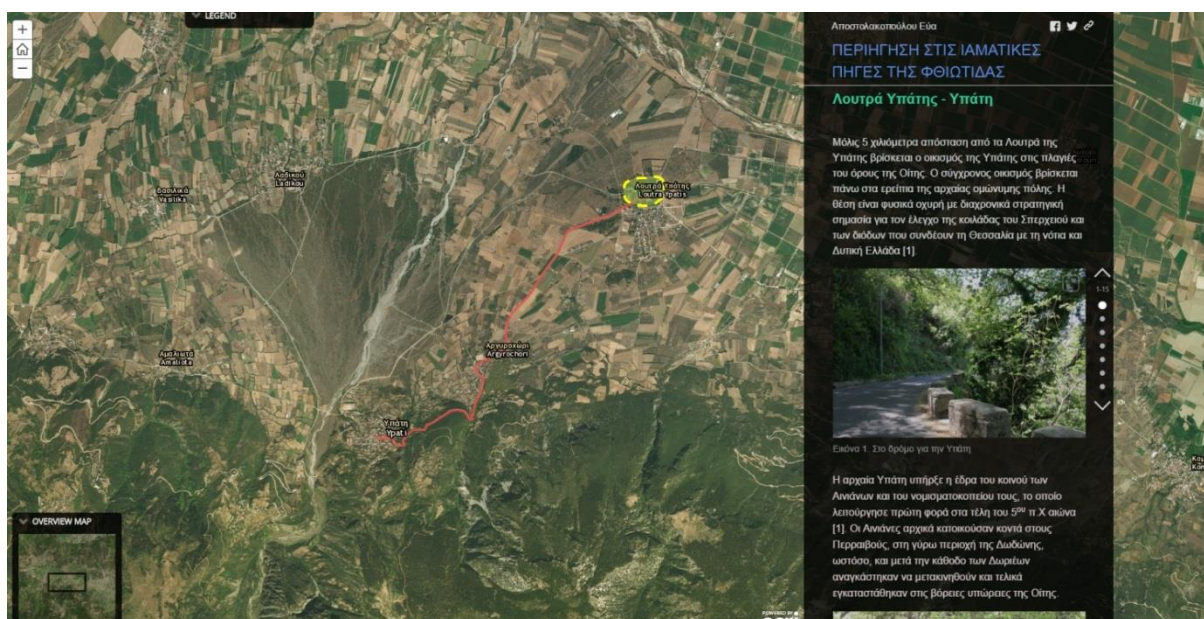 LEGEND
Βασιλικά
Vasilika
Λαδικού
Ladikou
Λουτρά Υπάτης
Loutra Ypatis
Αργυροχώρι
Argyrochori
Αμαλιωτά
Amaliota
Υπάτη
Ypati
OVERVIEW MAP
POWERED BY
esri
Αποστολακοπούλου Εύα
ΠΕΡΙΗΓΗΣΗ ΣΤΙΣ ΙΑΜΑΤΙΚΕΣ
ΠΗΓΕΣ ΤΗΣ ΦΘΙΩΤΙΔΑΣ
Λουτρά Υπάτης - Υπάτη
Μόλις 5 χιλιόμετρα απόσταση από τα Λουτρά της
Υπάτης βρίσκεται ο οικισμός της Υπάτης στις πλαγιές
του όρους της Οίτης. Ο σύγχρονος οικισμός βρίσκεται
πάνω στα ερείπια της αρχαίας ομώνυμης πόλης. Η
θέση είναι φυσικά οχυρή με διαχρονικά στρατηγική
σημασία για τον έλεγχο της κοιλάδας του Σπερχειού και
των διόδων που συνδέουν τη Θεσσαλία με τη νότια και
Δυτική Ελλάδα [1].
1-15
Εικόνα 1. Στο δρόμο για την Υπάτη
Η αρχαία Υπάτη υπήρξε η έδρα του κοινού των
Αινιάνων και του νομισματοκοπείου τους, το οποίο
λειτούργησε πρώτη φορά στα τέλη του 5ου π.Χ αιώνα
[1]. Οι Αινιάνες αρχικά κατοικούσαν κοντά στους
Περραιβούς, στη γύρω περιοχή της Δωδώνης,
ωστόσο, και μετά την κάθοδο των Δωριέων
αναγκάστηκαν να μετακινηθούν και τελικά
εγκαταστάθηκαν στις βόρειες υπώρειες της Οίτης.